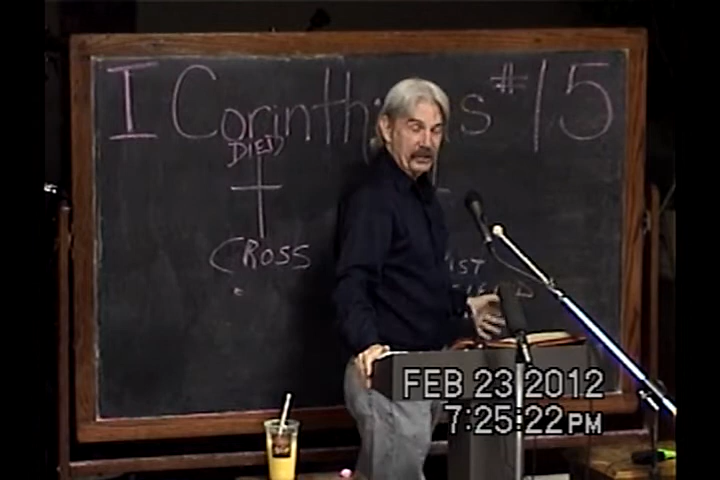 I Corinthians #15
DIED
CROSS
FEB 23 2012
7:25:22 PM